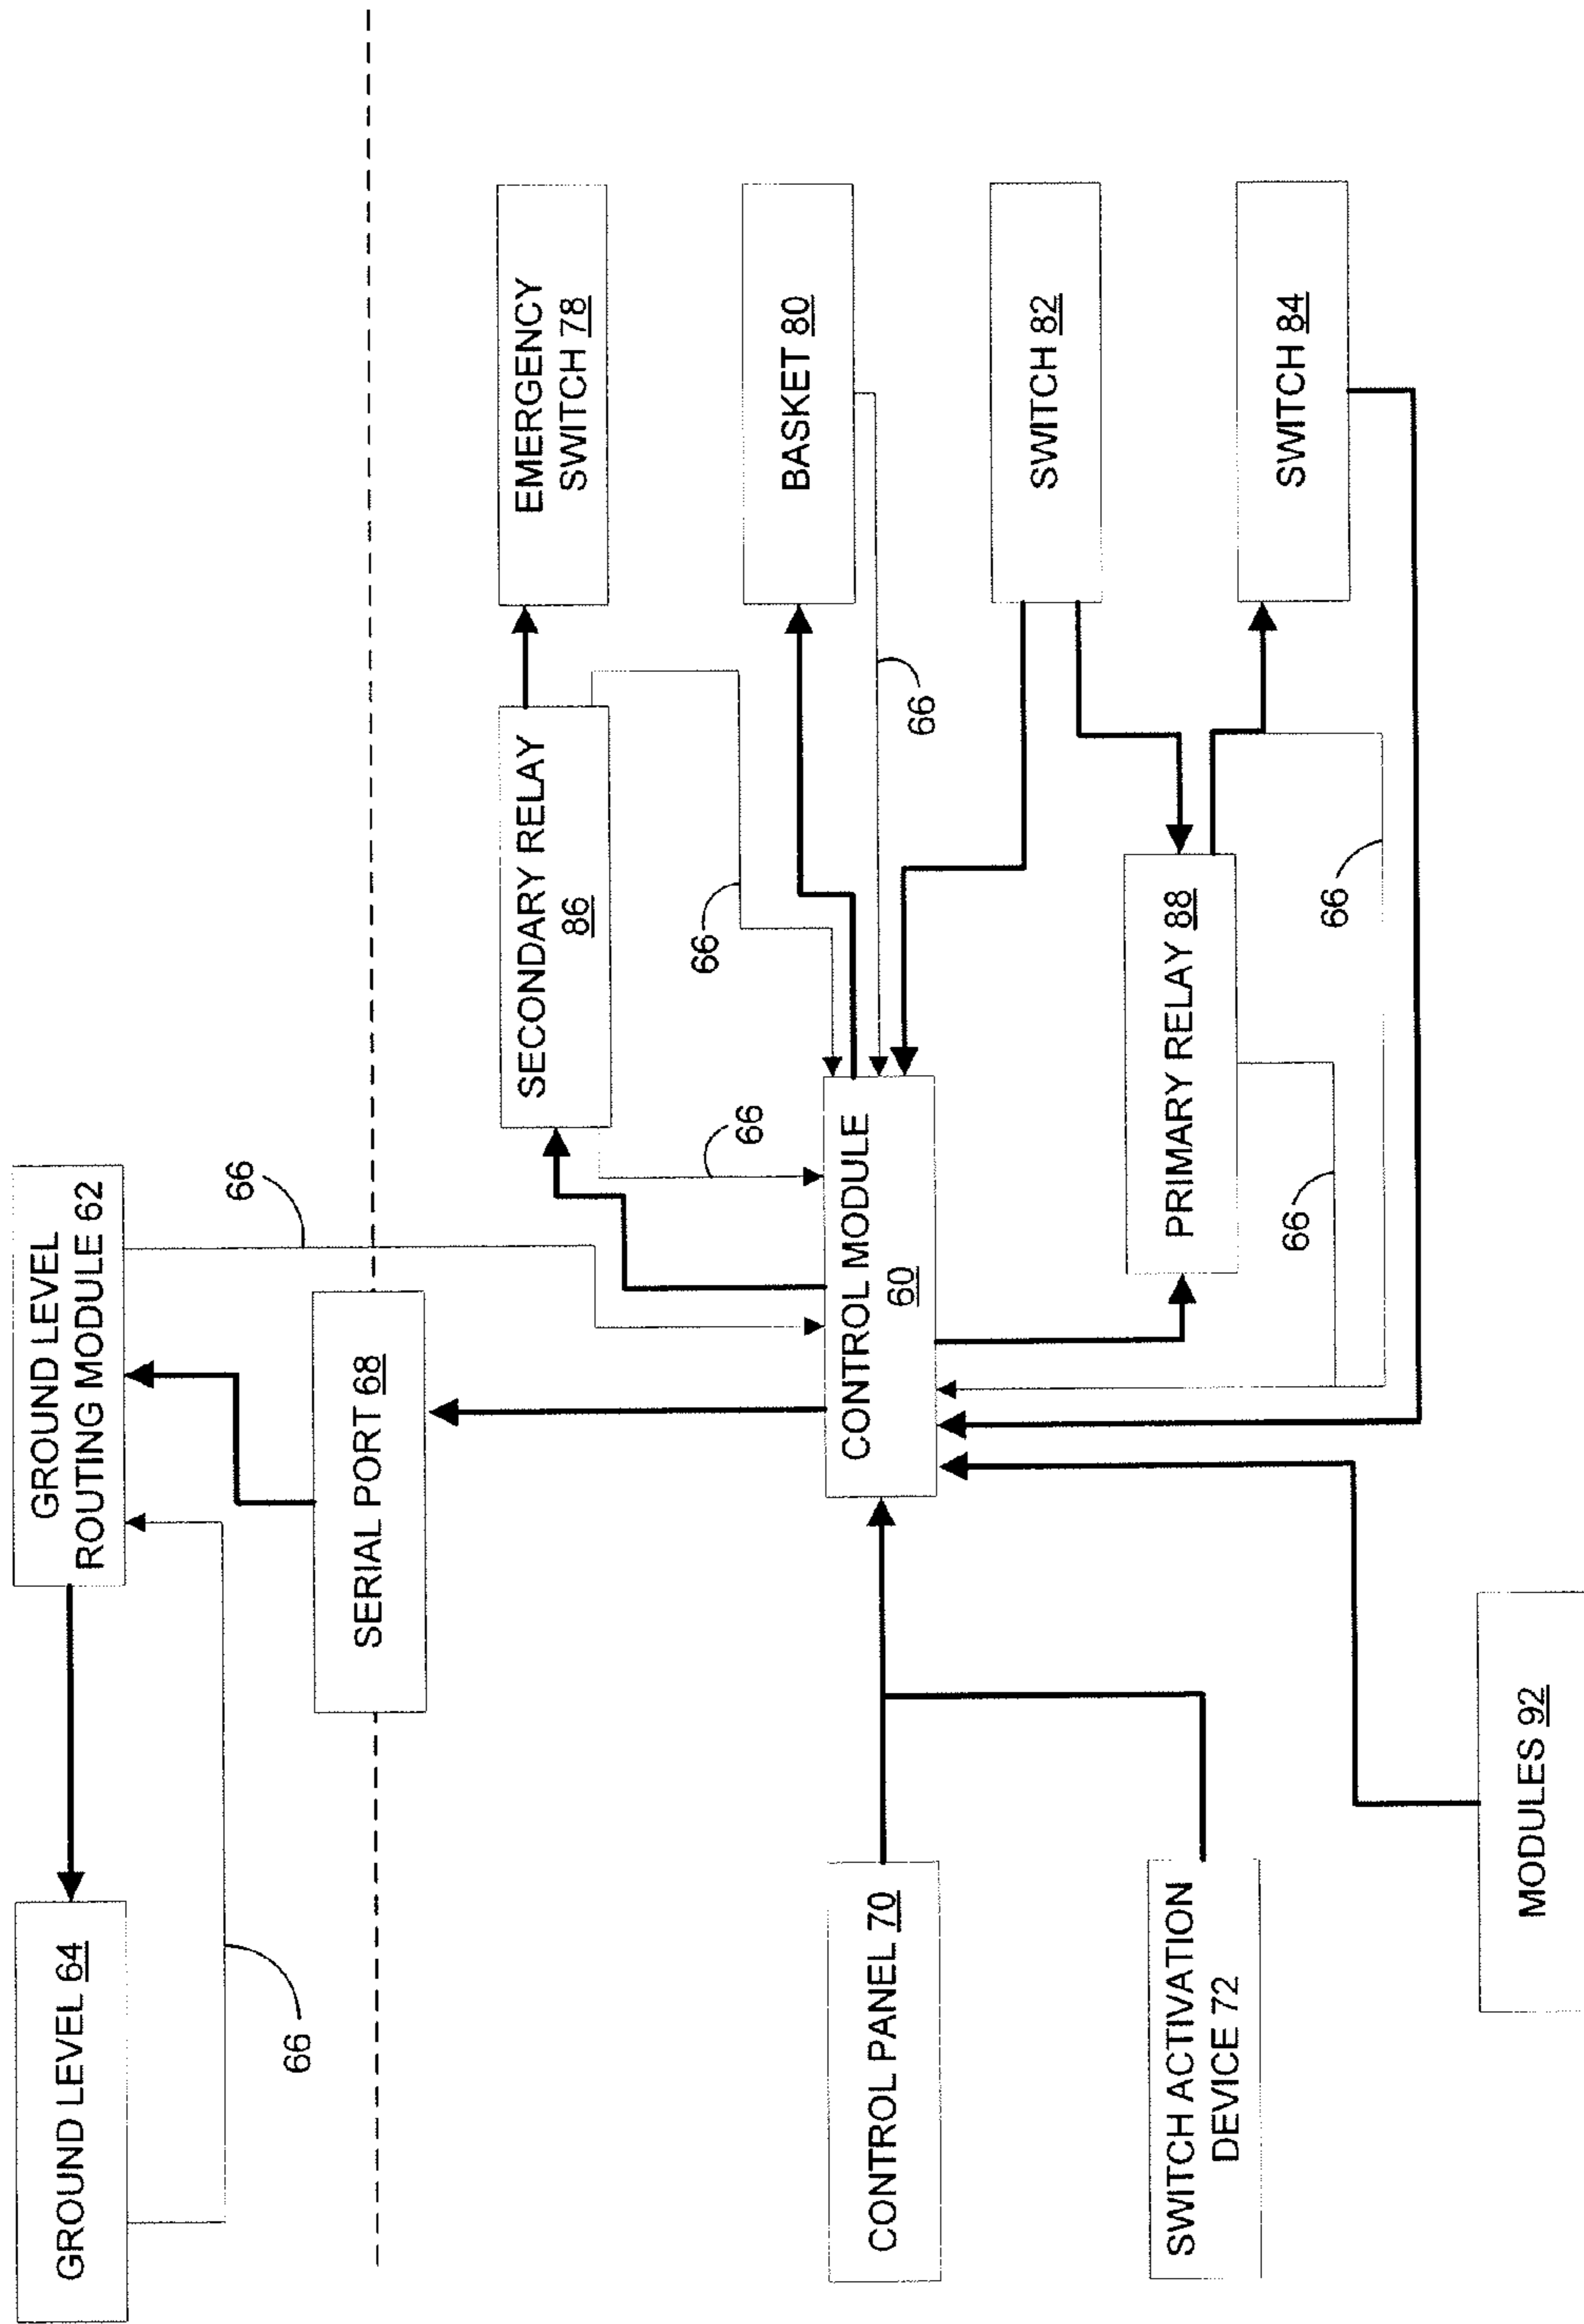 GROUND LEVEL 64
66
GROUND LEVEL
ROUTING MODULE 62
66
SERIAL PORT 68
SECONDARY RELAY
86
EMERGENCY
SWITCH 78
66
66
BASKET 80
66
CONTROL PANEL 70
CONTROL MODULE
60
SWITCH 82
SWITCH ACTIVATION
DEVICE 72
PRIMARY RELAY 88
66
66
SWITCH 84
MODULES 92